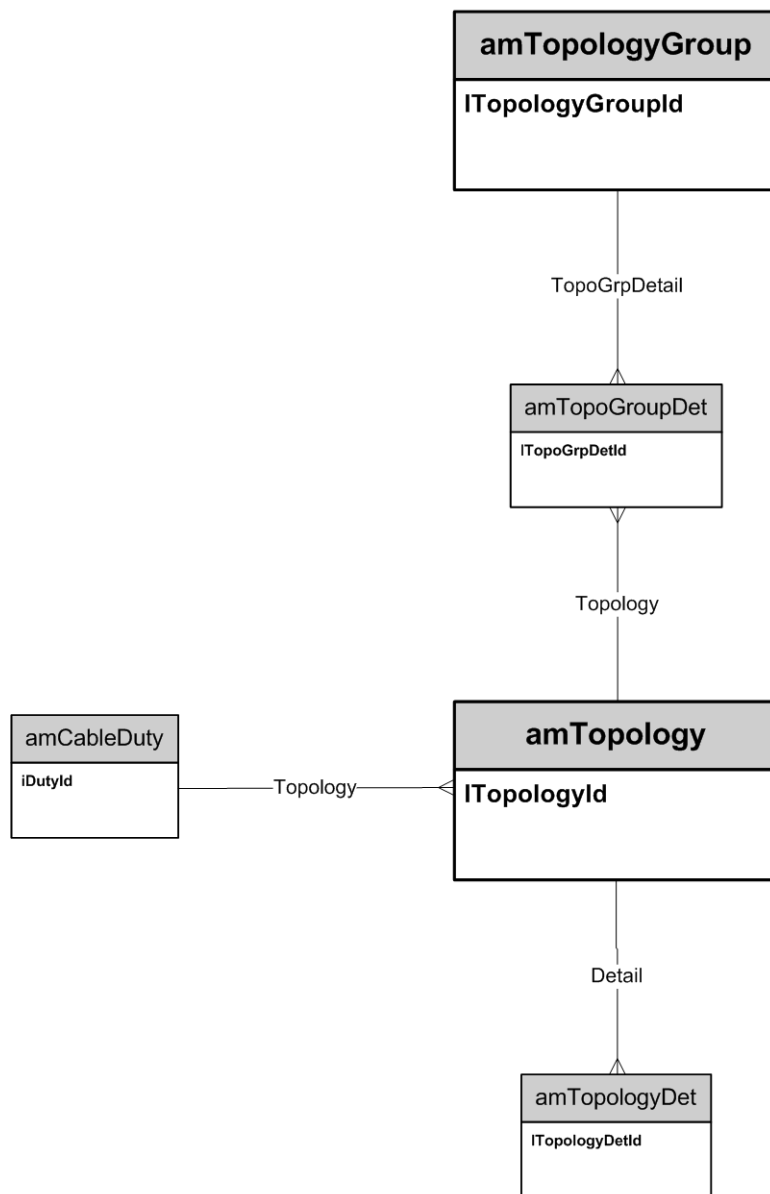 amTopologyGroup
lTopologyGroupId
TopoGrpDetail
amTopoGroupDet
lTopoGrpDetId
Topology
amTopology
lTopologyId
amCableDuty
iDutyId
Topology
Detail
amTopologyDet
lTopologyDetId